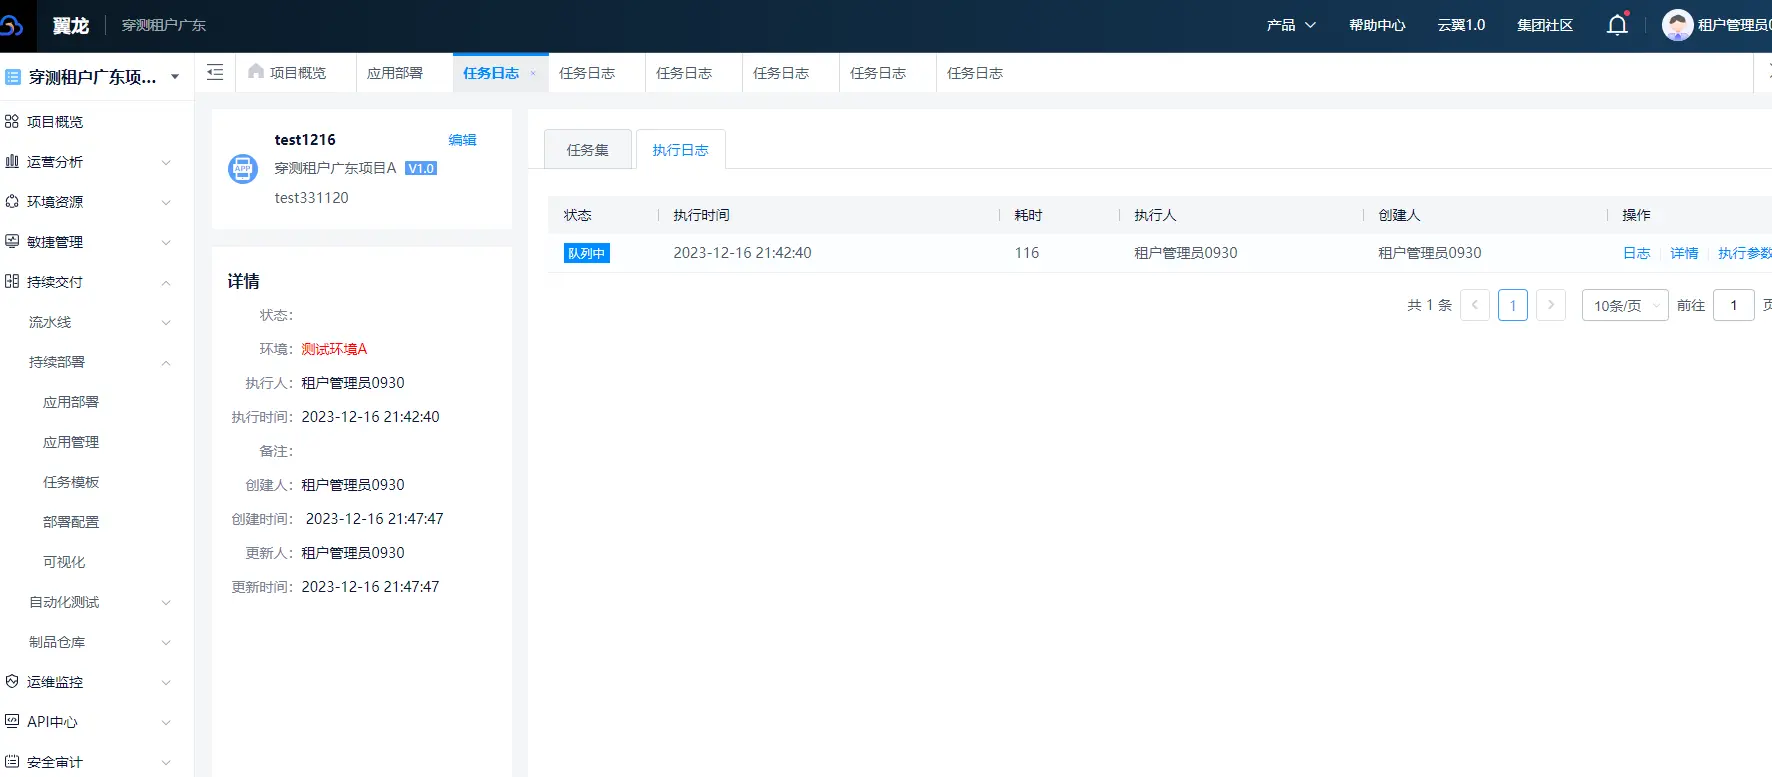 翼龙 穿测租户广东 产品 帮助中心 云翼1.0 集团社区 租户管理员0
穿测租户广东项... 项目概览 应用部署 任务日志 × 任务日志 任务日志 任务日志 任务日志 任务日志
项目概览
运营分析
环境资源
敏捷管理
持续交付
流水线
持续部署
应用部署
应用管理
任务模板
部署配置
可视化
自动化测试
制品仓库
运维监控
API中心
安全审计
test1216 编辑
APP 穿测租户广东项目A V1.0
test331120
详情
状态:
环境: 测试环境A
执行人: 租户管理员0930
执行时间: 2023-12-16 21:42:40
备注:
创建人: 租户管理员0930
创建时间: 2023-12-16 21:47:47
更新人: 租户管理员0930
更新时间: 2023-12-16 21:47:47
任务集 执行日志
状态 执行时间 耗时 执行人 创建人 操作
队列中 2023-12-16 21:42:40 116 租户管理员0930 租户管理员0930 日志 详情 执行参数
共 1 条 < 1 > 10条/页 前往 1 页